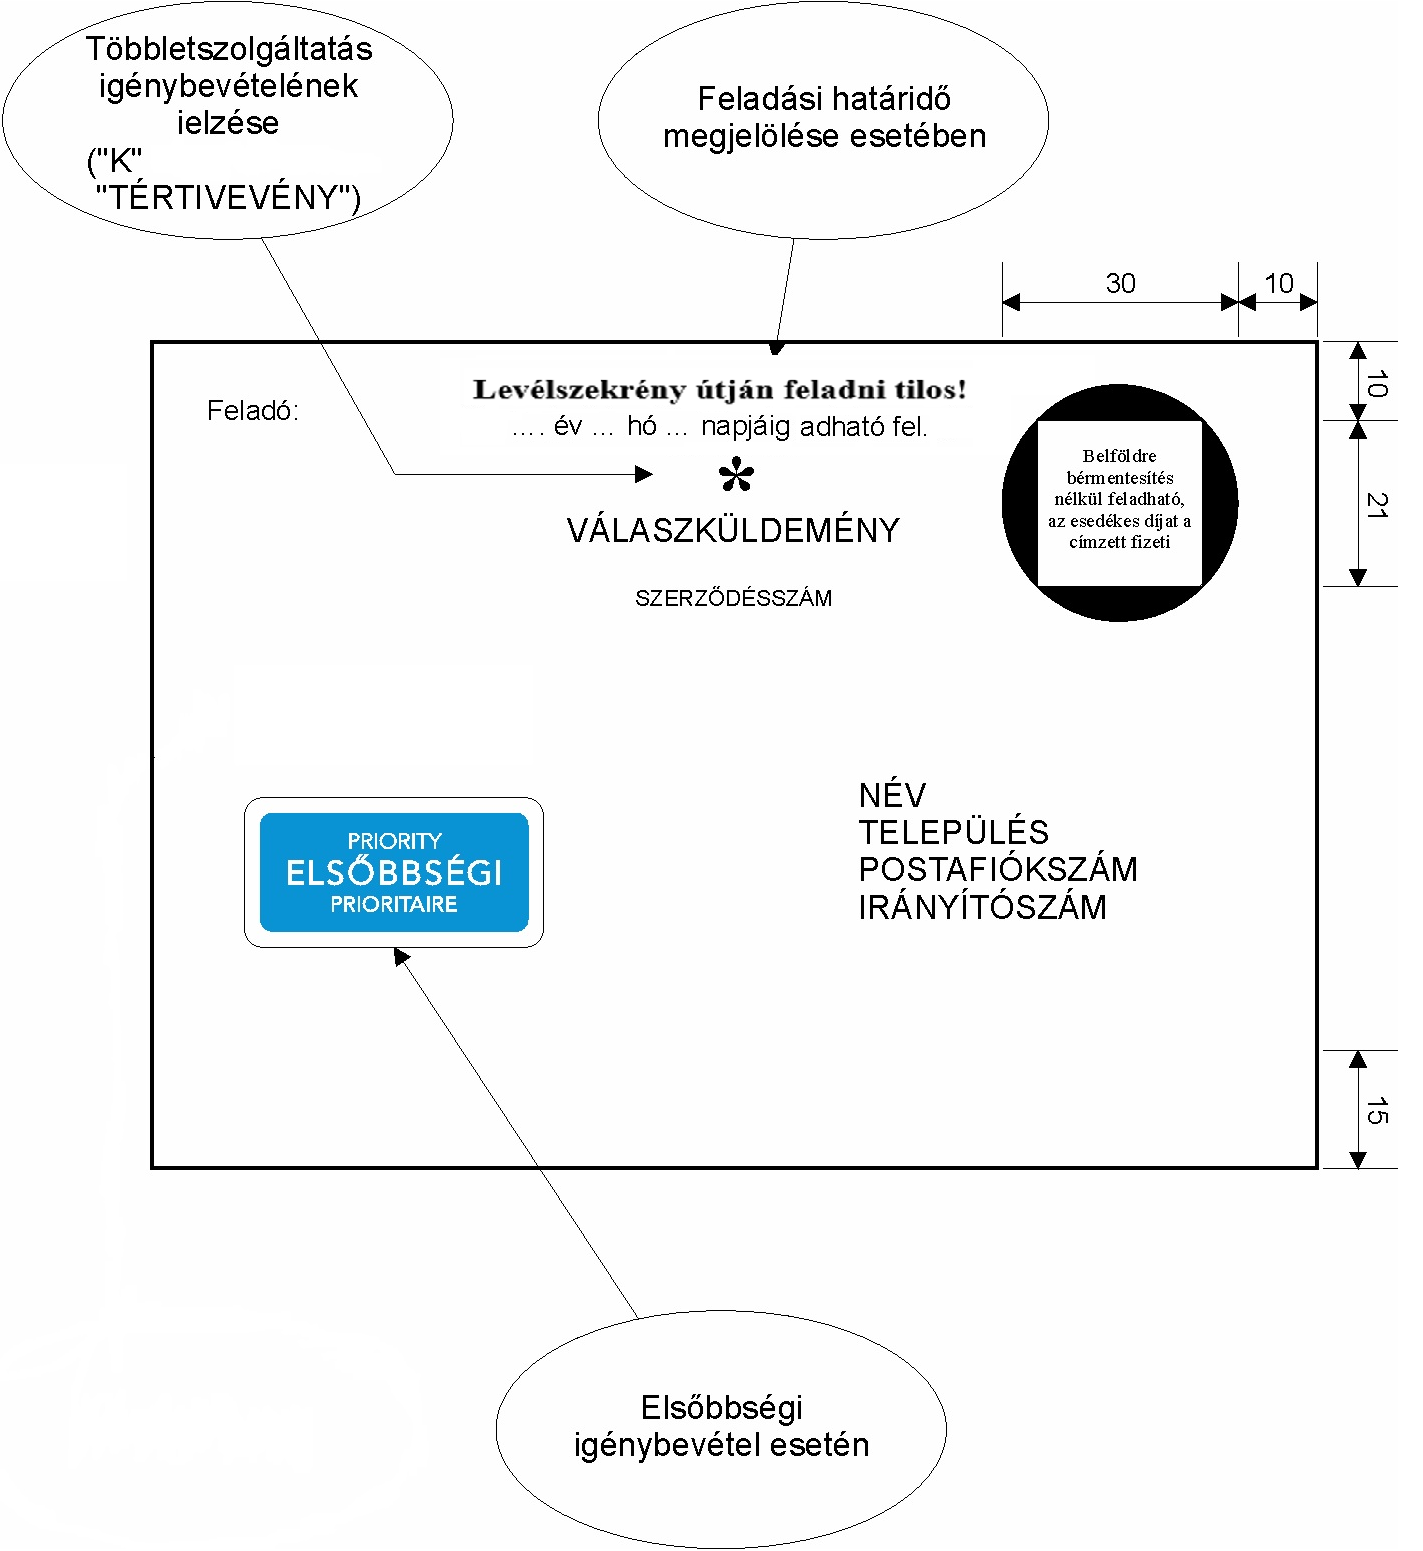 Többletszolgáltatás
igénybevételének
ielzése
("K"
"TÉRTIVEVÉNY")
Feladási határidő
megjelölése esetében
30
10
Levélszekrény útján feladni tilos!
Feladó:
.... év ... hó ... napjáig adható fel.
*
VÁLASZKÜLDEMÉNY
SZERZŐDÉSSZÁM
Belföldre
bérmentesítés
nélkül feladható,
az esedékes díjat a
címzett fizeti
10
21
PRIORITY
ELSŐBBSÉGI
PRIORITAIRE
NÉV
TELEPÜLÉS
POSTAFIÓKSZÁM
IRÁNYÍTÓSZÁM
15
Elsőbbségi
igénybevétel esetén